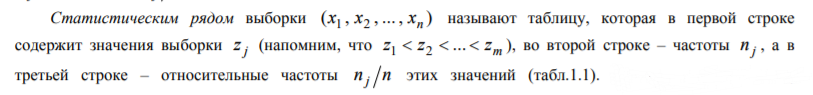 Статистическим рядом выборки (x₁, x₂, ..., xₙ) называют таблицу, которая в первой строке
содержит значения выборки zⱼ (напомним, что z₁ < z₂ < ... < zₘ), во второй строке – частоты nⱼ, а в
третьей строке – относительные частоты nⱼ/n этих значений (табл.1.1).